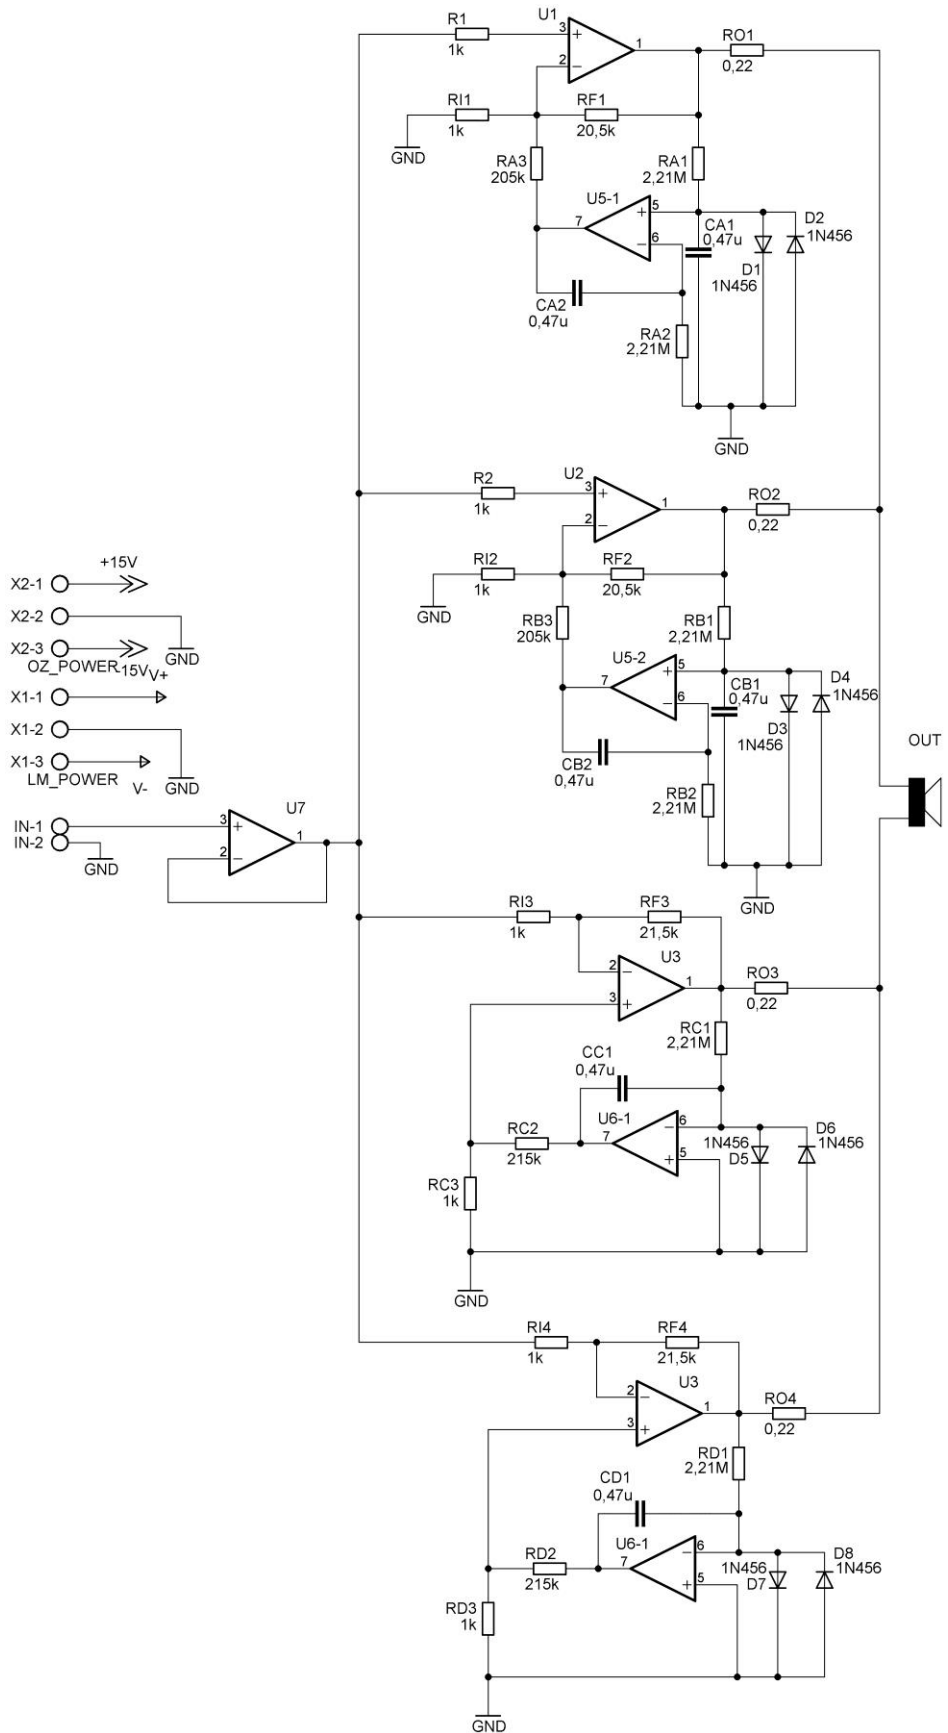 U1
R1
3
+
1
RO1
1k
2
−
0,22
RI1
RF1
1k
20,5k
GND
RA3
205k
RA1
2,21M
U5-1
7
+
5
−
6
CA1
0,47u
D2
1N456
D1
1N456
CA2
0,47u
RA2
2,21M
GND
U2
R2
3
+
1
RO2
1k
2
−
0,22
RI2
RF2
1k
20,5k
GND
RB3
205k
RB1
2,21M
U5-2
7
+
5
−
6
CB1
0,47u
D4
1N456
D3
1N456
CB2
0,47u
RB2
2,21M
GND
+15V
X2-1
X2-2
X2-3
GND
OZ_POWER
-15V
V+
X1-1
X1-2
X1-3
LM_POWER
V-
GND
OUT
U7
IN-1
IN-2
GND
3
+
1
2
−
RI3
RF3
1k
21,5k
U3
2
−
1
3
+
RO3
0,22
RC1
2,21M
CC1
0,47u
U6-1
7
−
6
+
5
RC2
215k
1N456
D5
D6
1N456
RC3
1k
GND
RI4
RF4
1k
21,5k
U3
2
−
1
3
+
RO4
0,22
RD1
2,21M
CD1
0,47u
U6-1
7
−
6
+
5
RD2
215k
1N456
D7
D8
1N456
RD3
1k
GND